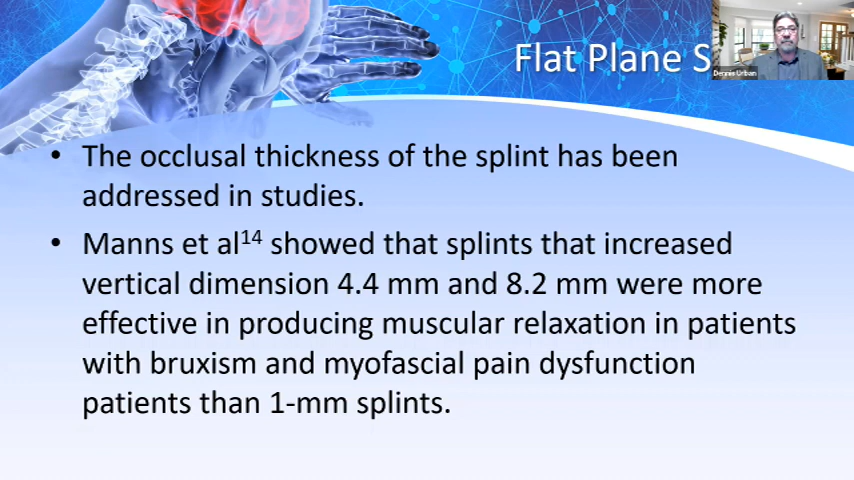 Flat Plane S
Dennis Urban
• The occlusal thickness of the splint has been
addressed in studies.
• Manns et al14 showed that splints that increased
vertical dimension 4.4 mm and 8.2 mm were more
effective in producing muscular relaxation in patients
with bruxism and myofascial pain dysfunction
patients than 1-mm splints.